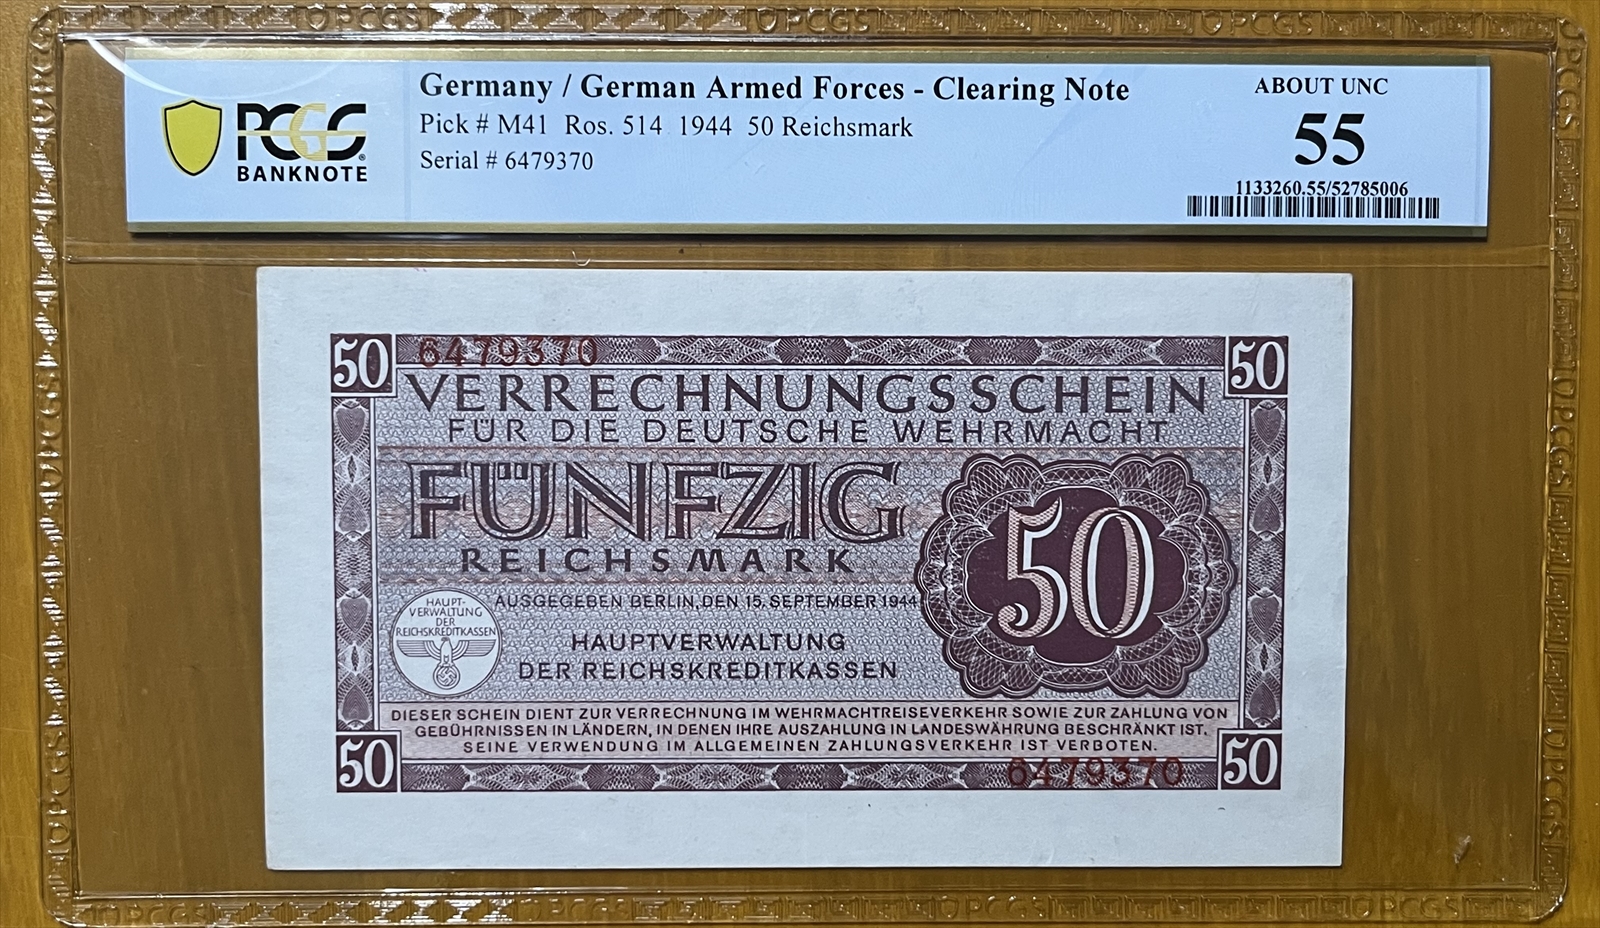 PCGS
BANKNOTE
Germany / German Armed Forces - Clearing Note
Pick # M41 Ros. 514 1944 50 Reichsmark
Serial # 6479370
ABOUT UNC
55
1133260.55/52785006
50
6479370
50
VERRECHNUNGSSCHEIN
FÜR DIE DEUTSCHE WEHRMACHT
FÜNFZIG
REICHSMARK
50
HAUPT-
VERWALTUNG
DER
REICHSKREDITKASSEN
AUSGEGEBEN BERLIN, DEN 15. SEPTEMBER 1944
HAUPTVERWALTUNG
DER REICHSKREDITKASSEN
DIESER SCHEIN DIENT ZUR VERRECHNUNG IM WEHRMACHTREISEVERKEHR SOWIE ZUR ZAHLUNG VON
GEBÜHRNISSEN IN LÄNDERN, IN DENEN IHRE AUSZAHLUNG IN LANDESWÄHRUNG BESCHRÄNKT IST.
SEINE VERWENDUNG IM ALLGEMEINEN ZAHLUNGSVERKEHR IST VERBOTEN.
50
6479370
50